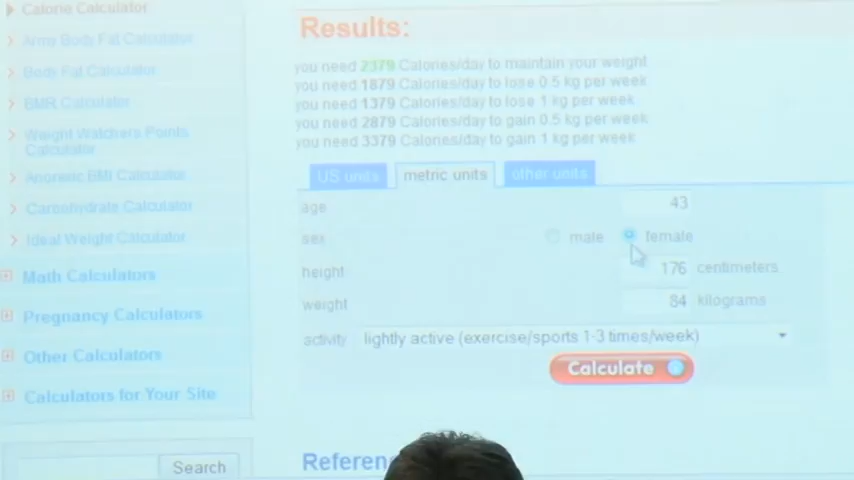 Calorie Calculator
Army Body Fat Calculator
Body Fat Calculator
BMR Calculator
Weight Watchers Points
Calculator
Anorexic BMI Calculator
Carbohydrate Calculator
Ideal Weight Calculator
Math Calculators
Pregnancy Calculators
Other Calculators
Calculators for Your Site
Search
Results:
you need 2379 Calories/day to maintain your weight
you need 1879 Calories/day to lose 0.5 kg per week
you need 1379 Calories/day to lose 1 kg per week
you need 2879 Calories/day to gain 0.5 kg per week
you need 3379 Calories/day to gain 1 kg per week
US units metric units other units
age 43
sex male female
height 176 centimeters
weight 84 kilograms
activity lightly active (exercise/sports 1-3 times/week)
Calculate
Referen